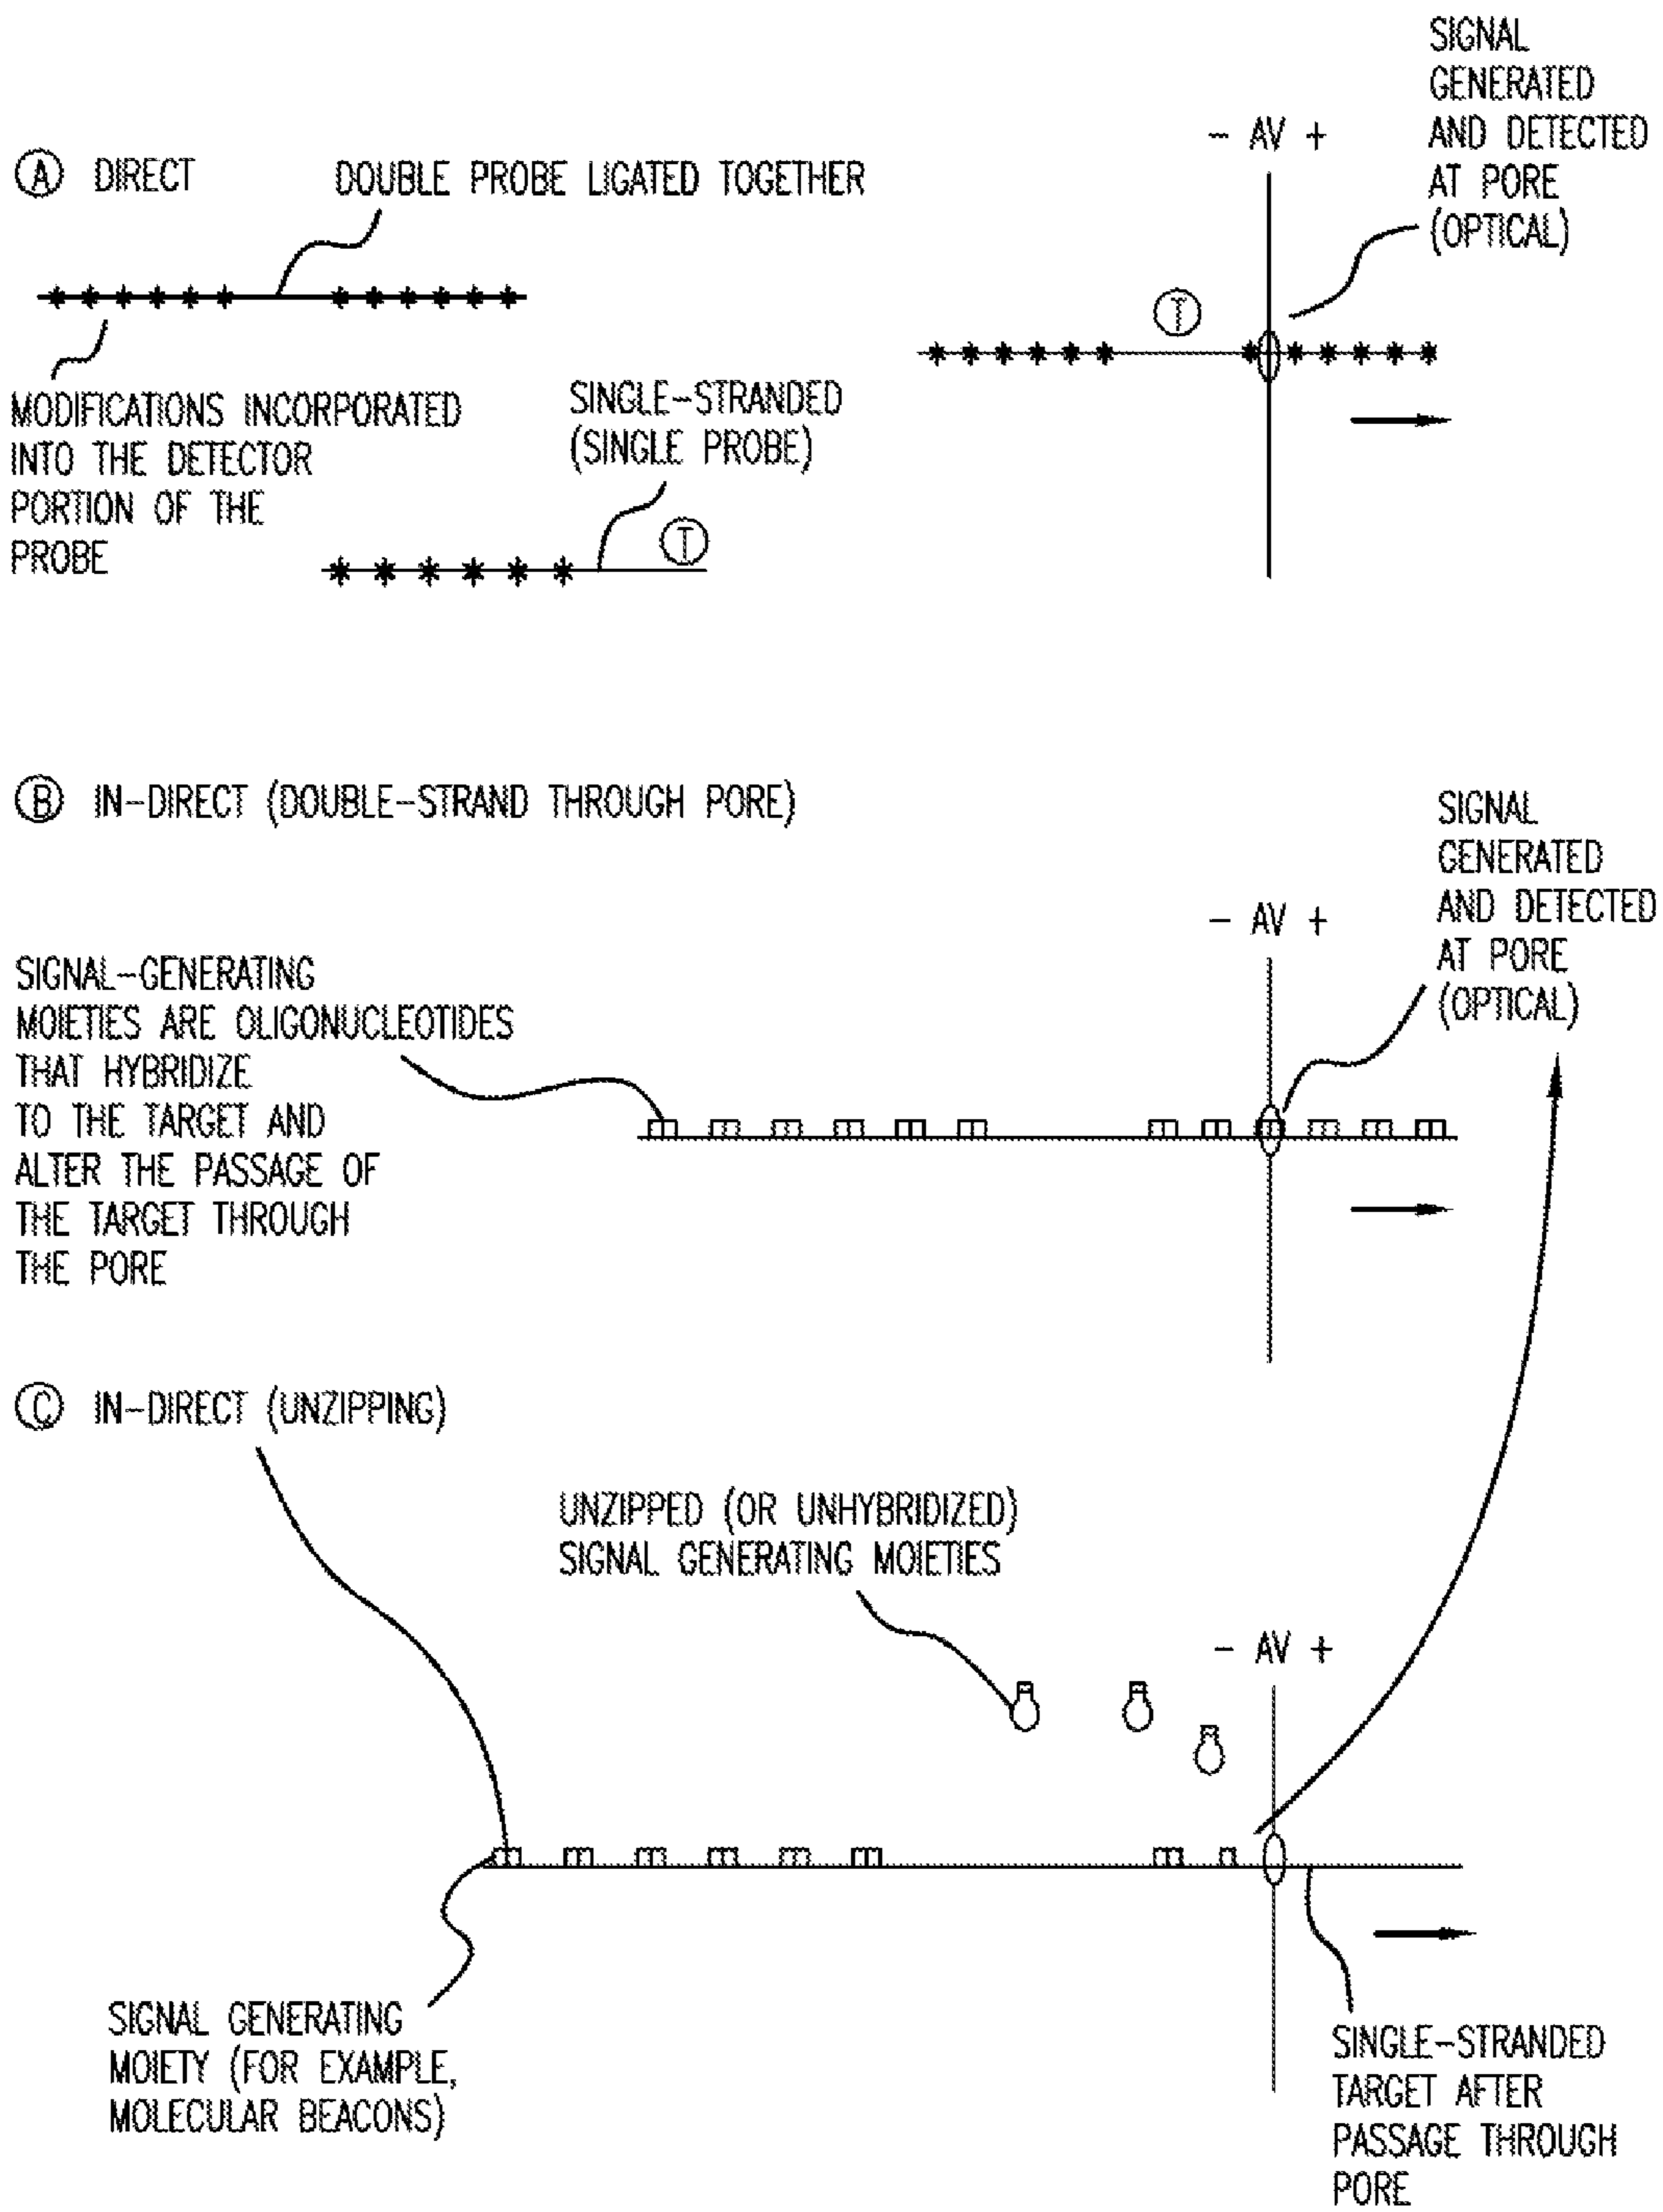 SIGNAL
GENERATED
AND DETECTED
AT PORE
(OPTICAL)
- AV +
Ⓐ DIRECT
DOUBLE PROBE LIGATED TOGETHER
Ⓣ
MODIFICATIONS INCORPORATED
INTO THE DETECTOR
PORTION OF THE
PROBE
SINGLE-STRANDED
(SINGLE PROBE)
Ⓣ
Ⓑ IN-DIRECT (DOUBLE-STRAND THROUGH PORE)
SIGNAL
GENERATED
AND DETECTED
AT PORE
(OPTICAL)
- AV +
SIGNAL-GENERATING
MOIETIES ARE OLIGONUCLEOTIDES
THAT HYBRIDIZE
TO THE TARGET AND
ALTER THE PASSAGE OF
THE TARGET THROUGH
THE PORE
Ⓒ IN-DIRECT (UNZIPPING)
UNZIPPED (OR UNHYBRIDIZED)
SIGNAL GENERATING MOIETIES
- AV +
SIGNAL GENERATING
MOIETY (FOR EXAMPLE,
MOLECULAR BEACONS)
SINGLE-STRANDED
TARGET AFTER
PASSAGE THROUGH
PORE